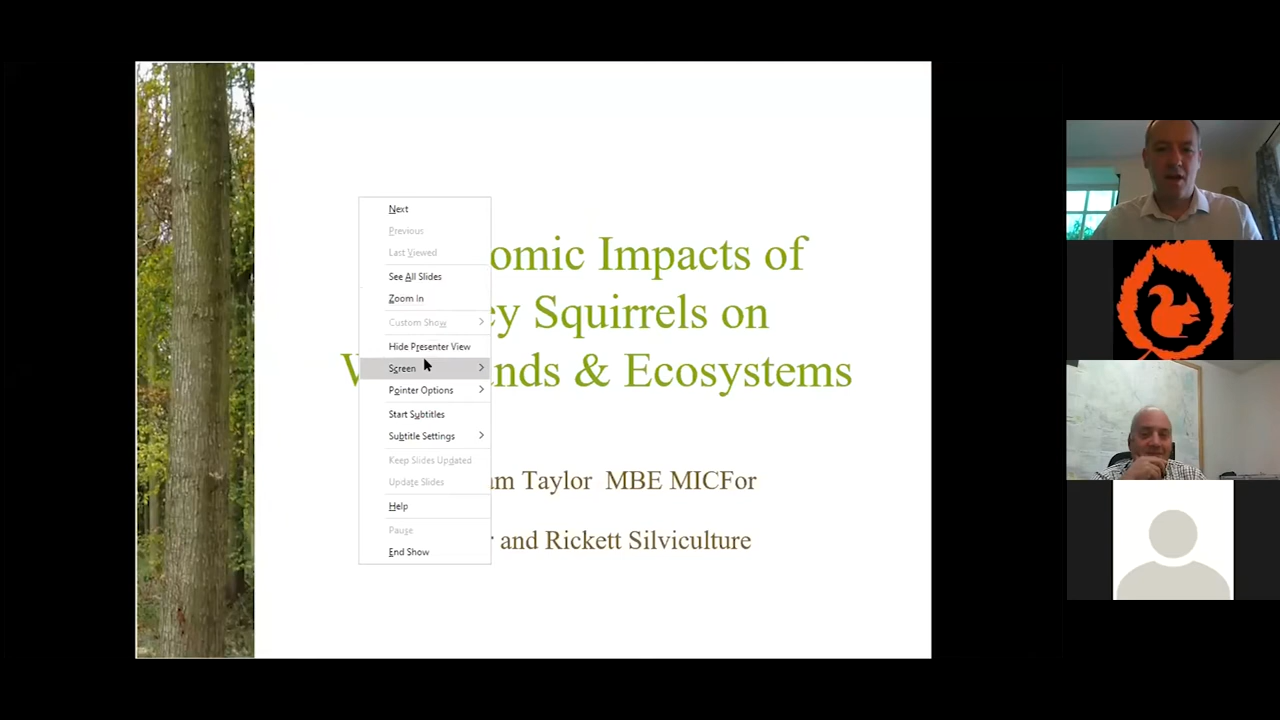 Next
Previous
Last Viewed
See All Slides
Zoom In
Custom Show
Hide Presenter View
Screen
Pointer Options
Start Subtitles
Subtitle Settings
Keep Slides Updated
Update Slides
Help
Pause
End Show
omic Impacts of
ey Squirrels on
W nds & Ecosystems
am Taylor MBE MICFor
r and Rickett Silviculture